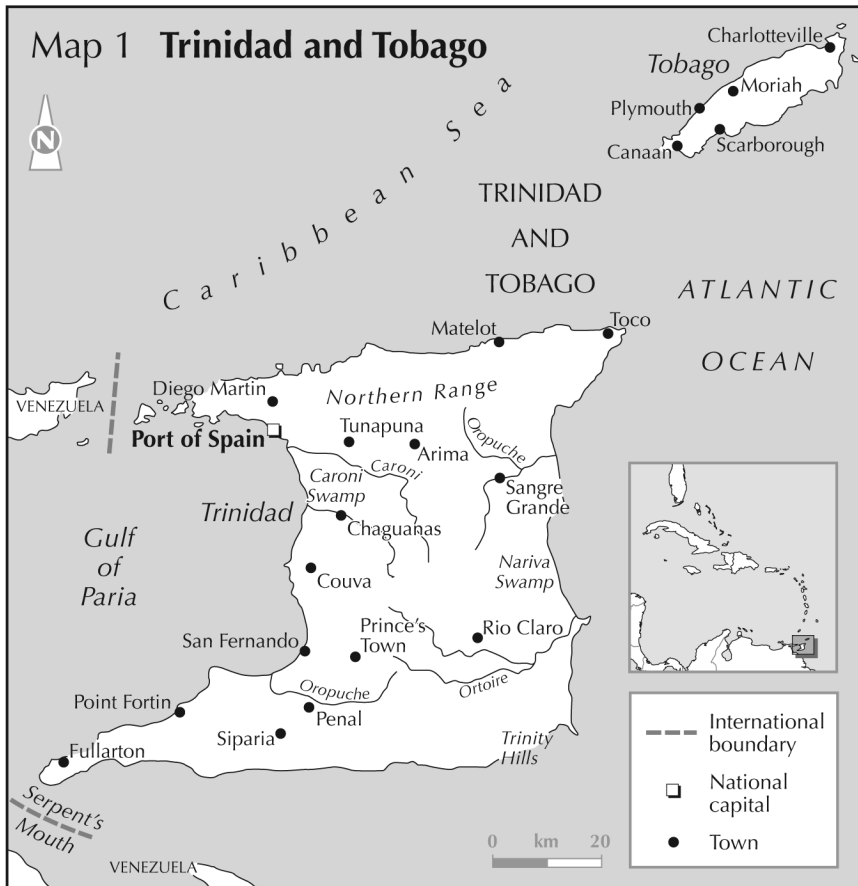 Map 1 Trinidad and Tobago
N
Caribbean Sea
Charlotteville
Tobago
Moriah
Plymouth
Scarborough
Canaan
TRINIDAD
AND
TOBAGO
ATLANTIC
OCEAN
Toco
Matelot
Diego Martin
Northern Range
VENEZUELA
Port of Spain
Tunapuna
Arima
Oropuche
Caroni
Caroni
Swamp
Sangre
Grande
Trinidad
Chaguanas
Gulf
of
Paria
Nariva
Swamp
Couva
Rio Claro
Prince's
Town
San Fernando
Oropuche
Ortoire
Point Fortin
Penal
Siparia
Trinity
Hills
Fullarton
Serpent's
Mouth
VENEZUELA
0 km 20
International
boundary
National
capital
Town